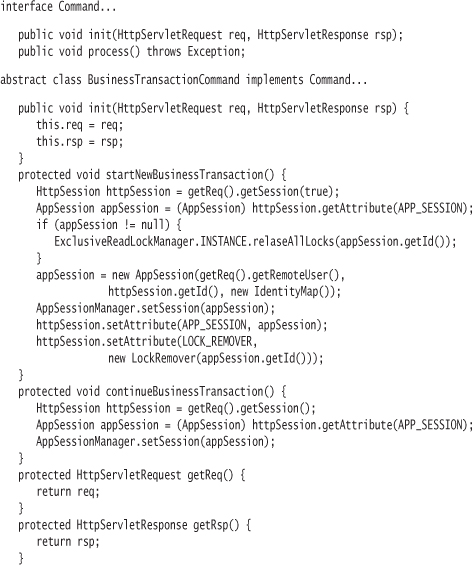 interface Command...
public void init(HttpServletRequest req, HttpServletResponse rsp);
public void process() throws Exception;
abstract class BusinessTransactionCommand implements Command...
public void init(HttpServletRequest req, HttpServletResponse rsp) {
this.req = req;
this.rsp = rsp;
}
protected void startNewBusinessTransaction() {
HttpSession httpSession = getReq().getSession(true);
AppSession appSession = (AppSession) httpSession.getAttribute(APP_SESSION);
if (appSession != null) {
ExclusiveReadLockManager.INSTANCE.relaseAllLocks(appSession.getId());
}
appSession = new AppSession(getReq().getRemoteUser(),
httpSession.getId(), new IdentityMap());
AppSessionManager.setSession(appSession);
httpSession.setAttribute(APP_SESSION, appSession);
httpSession.setAttribute(LOCK_REMOVER,
new LockRemover(appSession.getId()));
}
protected void continueBusinessTransaction() {
HttpSession httpSession = getReq().getSession();
AppSession appSession = (AppSession) httpSession.getAttribute(APP_SESSION);
AppSessionManager.setSession(appSession);
}
protected HttpServletRequest getReq() {
return req;
}
protected HttpServletResponse getRsp() {
return rsp;
}